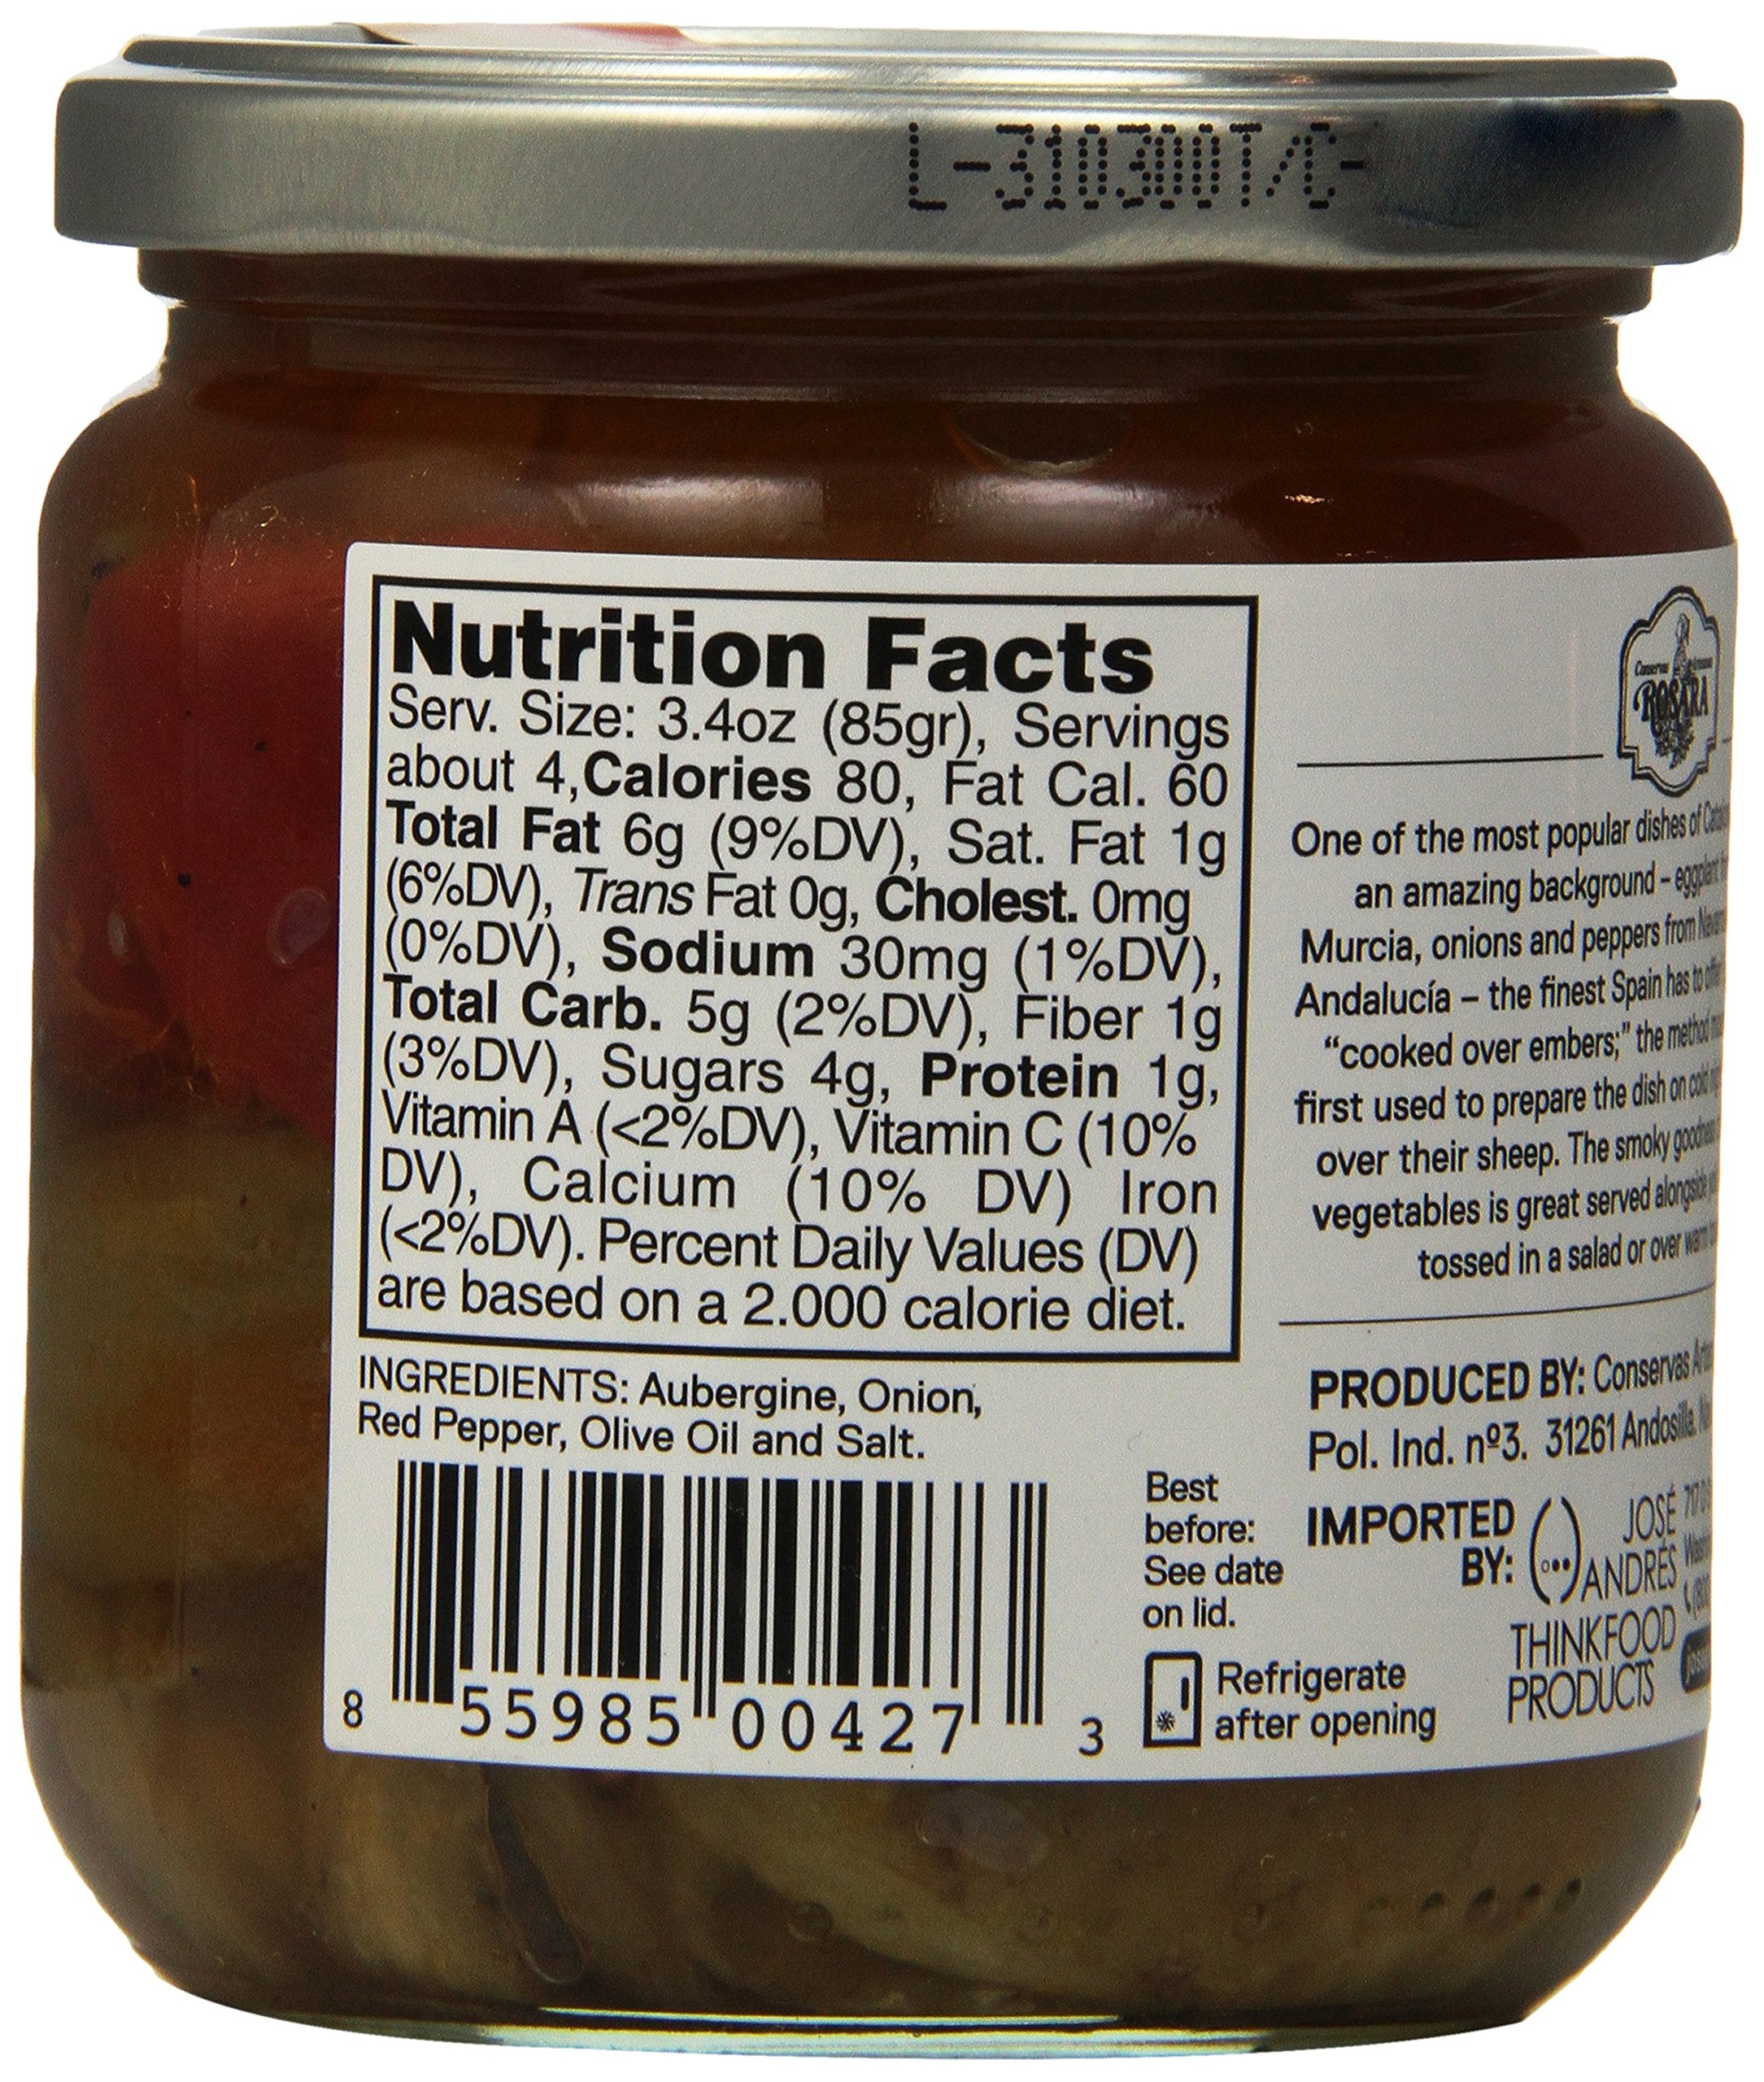 L-310300T/C-
Nutrition Facts
Serv. Size: 3.4oz (85gr), Servings
about 4,Calories 80, Fat Cal. 60
Total Fat 6g (9%DV), Sat. Fat 1g
(6%DV), Trans Fat 0g, Cholest. 0mg
(0%DV), Sodium 30mg (1%DV),
Total Carb. 5g (2%DV), Fiber 1g
(3%DV), Sugars 4g, Protein 1g,
Vitamin A (<2%DV), Vitamin C (10%
DV), Calcium (10% DV) Iron
(<2%DV). Percent Daily Values (DV)
are based on a 2.000 calorie diet.
INGREDIENTS: Aubergine, Onion,
Red Pepper, Olive Oil and Salt.
8 55985 00427 3
Best
before:
See date
on lid.
Refrigerate
after opening
ROSARA
One of the most popular dishes of
an amazing background – eggplant
Murcia, onions and peppers from
Andalucía – the finest Spain has to
“cooked over embers;” the method
first used to prepare the dish on cold
over their sheep. The smoky
vegetables is great served alongside
tossed in a salad or over warm
PRODUCED BY: Conservas
Pol. Ind. nº3. 31261 Andosilla.
IMPORTED
BY:
JOSÉ
ANDRÉS
THINKFOOD
PRODUCTS